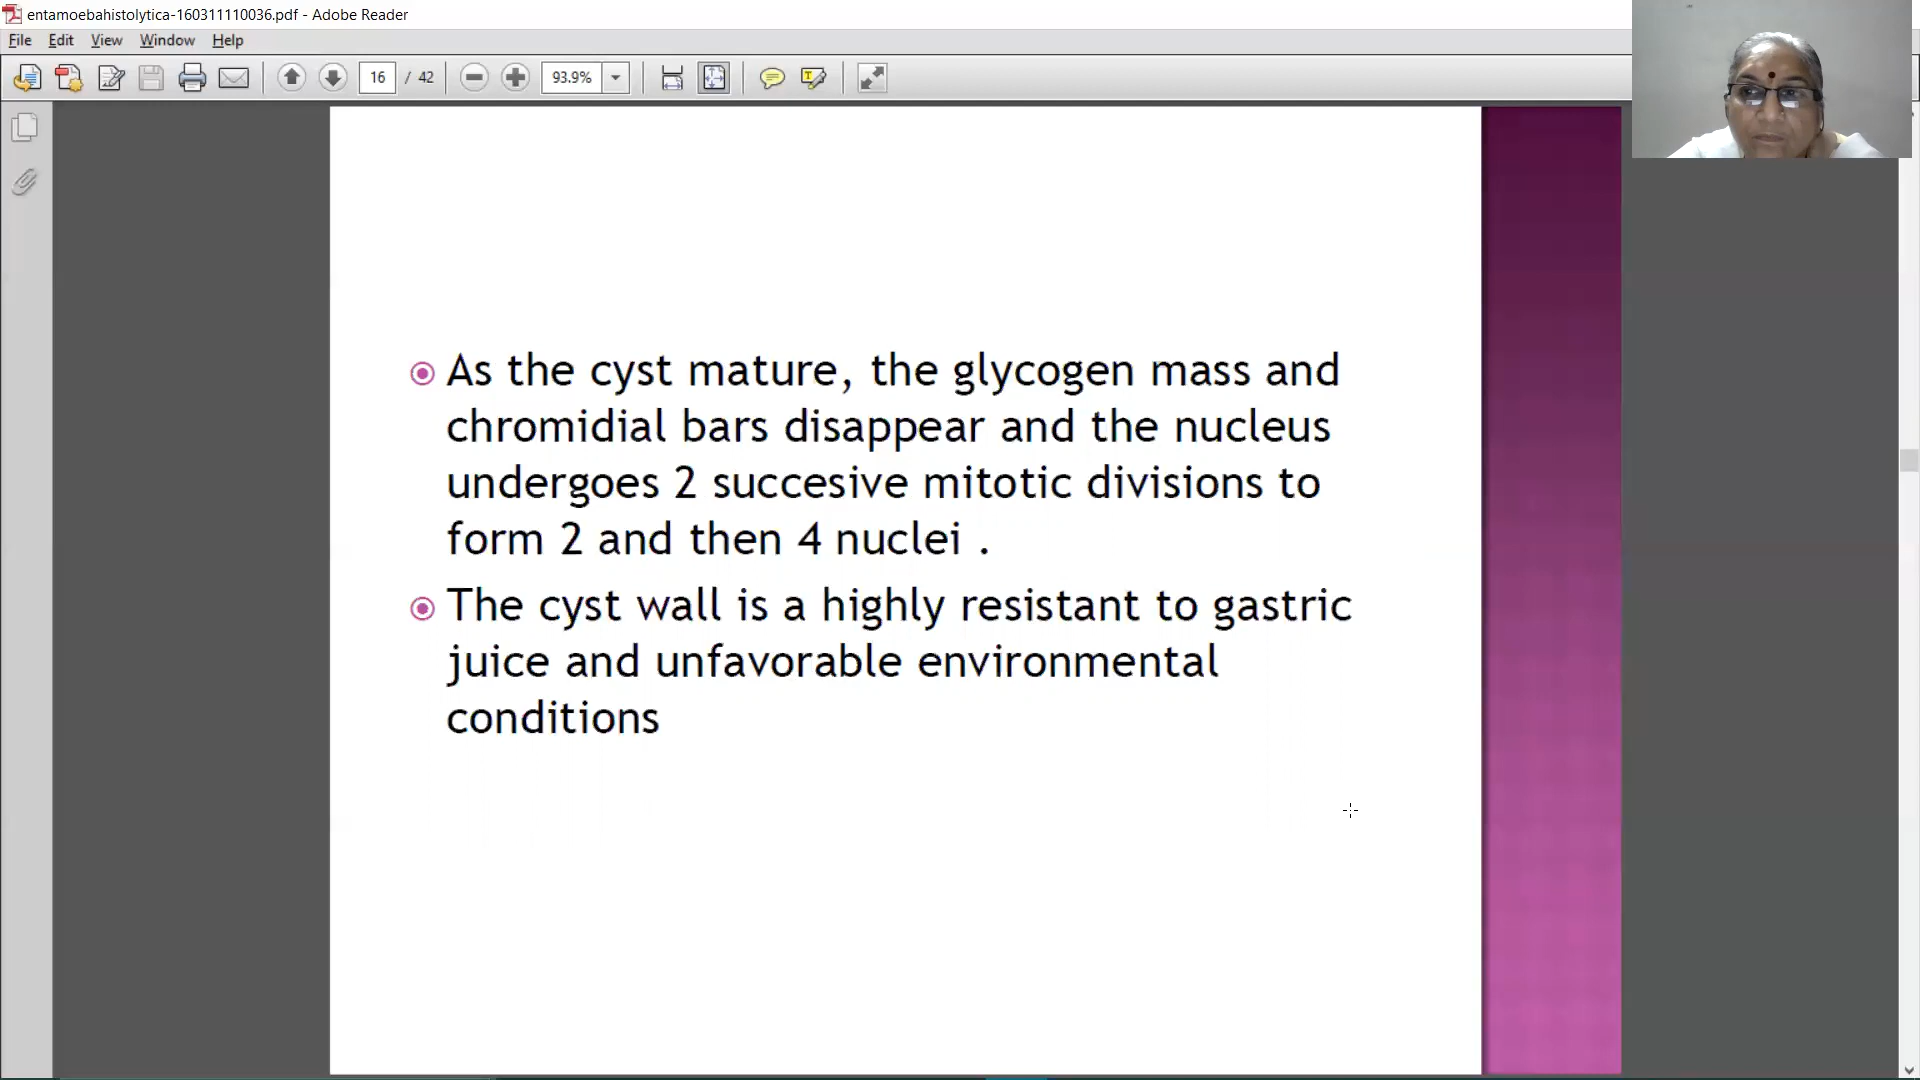 entamoebahistolytica-160311110036.pdf - Adobe Reader
File Edit View Window Help
16 / 42 93.9%
As the cyst mature, the glycogen mass and
chromidial bars disappear and the nucleus
undergoes 2 succesive mitotic divisions to
form 2 and then 4 nuclei .
The cyst wall is a highly resistant to gastric
juice and unfavorable environmental
conditions